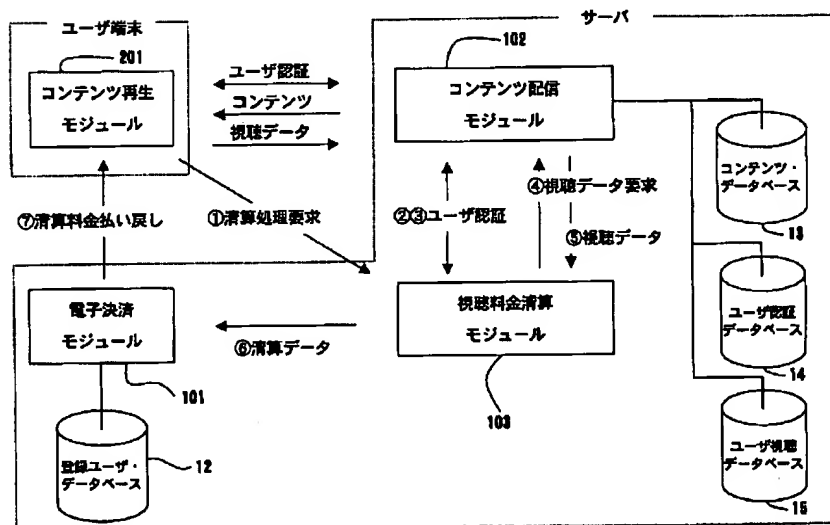 サーバ
ユーザ端末
201
コンテンツ再生
モジュール
ユーザ認証
コンテンツ
視聴データ
102
コンテンツ配信
モジュール
コンテンツ・
データベース
13
⑦清算料金払い戻し
①清算処理要求
②③ユーザ認証
④視聴データ要求
⑤視聴データ
電子決済
モジュール
101
⑥清算データ
視聴料金清算
モジュール
103
ユーザ認証
データベース
14
登録ユーザ・
データベース
12
ユーザ視聴
データベース
15